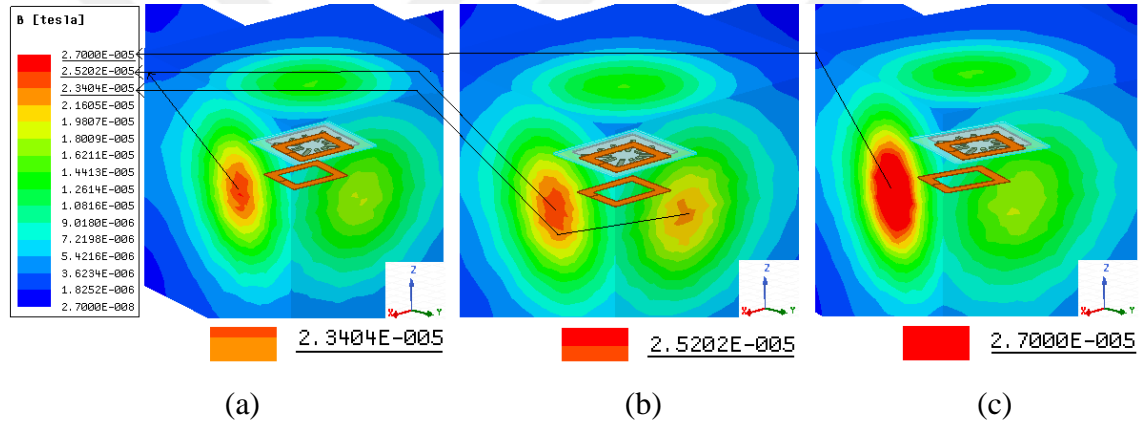 B [tesla]
2.7000E-005
2.5202E-005
2.3404E-005
2.1605E-005
1.9807E-005
1.8009E-005
1.6211E-005
1.4413E-005
1.2614E-005
1.0816E-005
9.0180E-006
7.2198E-006
5.4216E-006
3.6234E-006
1.8252E-006
2.7000E-008
Z
X
Y
Z
X
Y
Z
X
Y
2.3404E-005
2.5202E-005
2.7000E-005
(a)
(b)
(c)